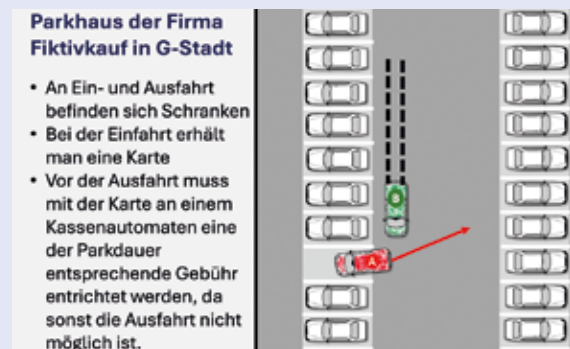 Parkhaus der Firma
Fiktivkauf in G-Stadt
• An Ein- und Ausfahrt
befinden sich Schranken
• Bei der Einfahrt erhält
man eine Karte
• Vor der Ausfahrt muss
mit der Karte an einem
Kassenautomaten eine
der Parkdauer
entsprechende Gebühr
entrichtet werden, da
sonst die Ausfahrt nicht
möglich ist.
B
A